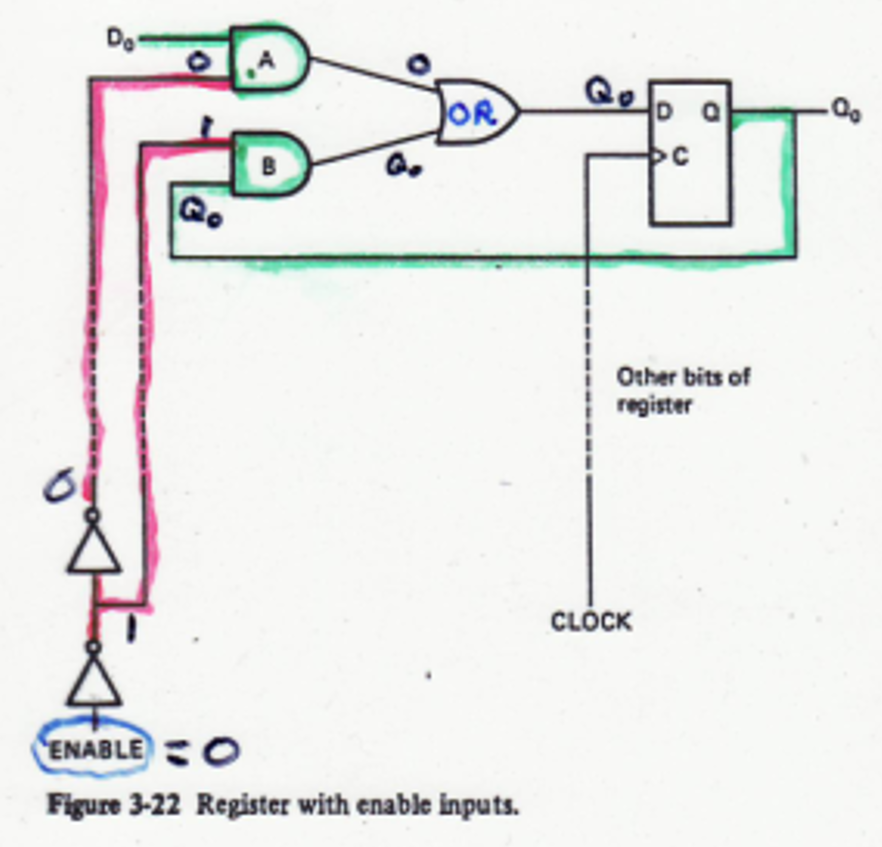 D₀
0
A
0
OR
Q₀
D Q
Q₀
1
B
Q₀
C
Q₀
Other bits of
register
0
1
CLOCK
ENABLE = 0
Figure 3-22 Register with enable inputs.